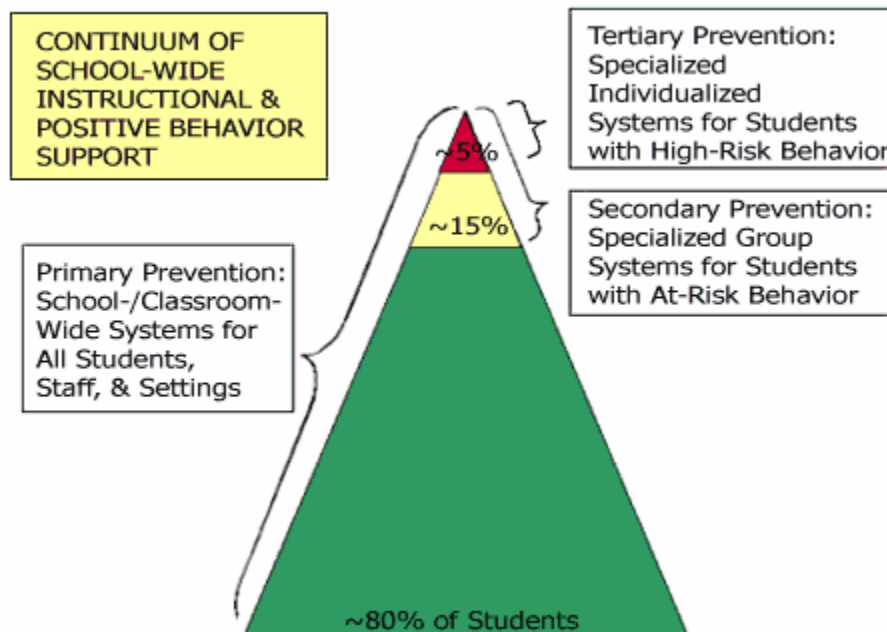 CONTINUUM OF
SCHOOL-WIDE
INSTRUCTIONAL &
POSITIVE BEHAVIOR
SUPPORT
Tertiary Prevention:
Specialized
Individualized
Systems for Students
with High-Risk Behavior
~5%
Secondary Prevention:
Specialized Group
Systems for Students
with At-Risk Behavior
~15%
Primary Prevention:
School-/Classroom-
Wide Systems for
All Students,
Staff, & Settings
~80% of Students